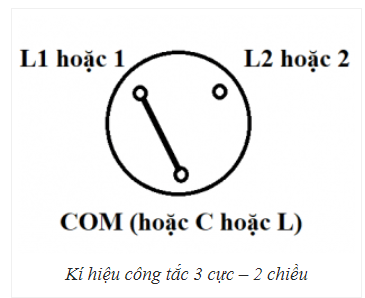 L1 hoặc 1 L2 hoặc 2
COM (hoặc C hoặc L)
Kí hiệu công tắc 3 cực – 2 chiều